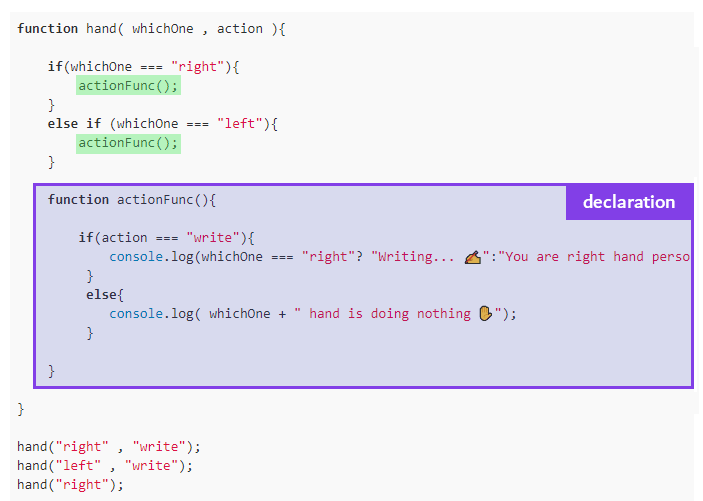 function hand( whichOne , action ){
if(whichOne === "right"){
actionFunc();
}
else if (whichOne === "left"){
actionFunc();
}
function actionFunc(){
declaration
if(action === "write"){
console.log(whichOne === "right"? "Writing... ✍":"You are right hand perso
}
else{
console.log( whichOne + " hand is doing nothing ✋");
}
}
}
hand("right" , "write");
hand("left" , "write");
hand("right");